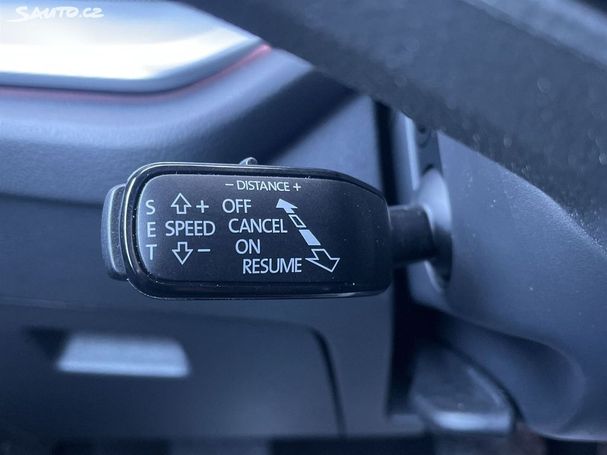 SAUTO.CZ
− DISTANCE +
S + OFF
E SPEED CANCEL
T − ON
RESUME